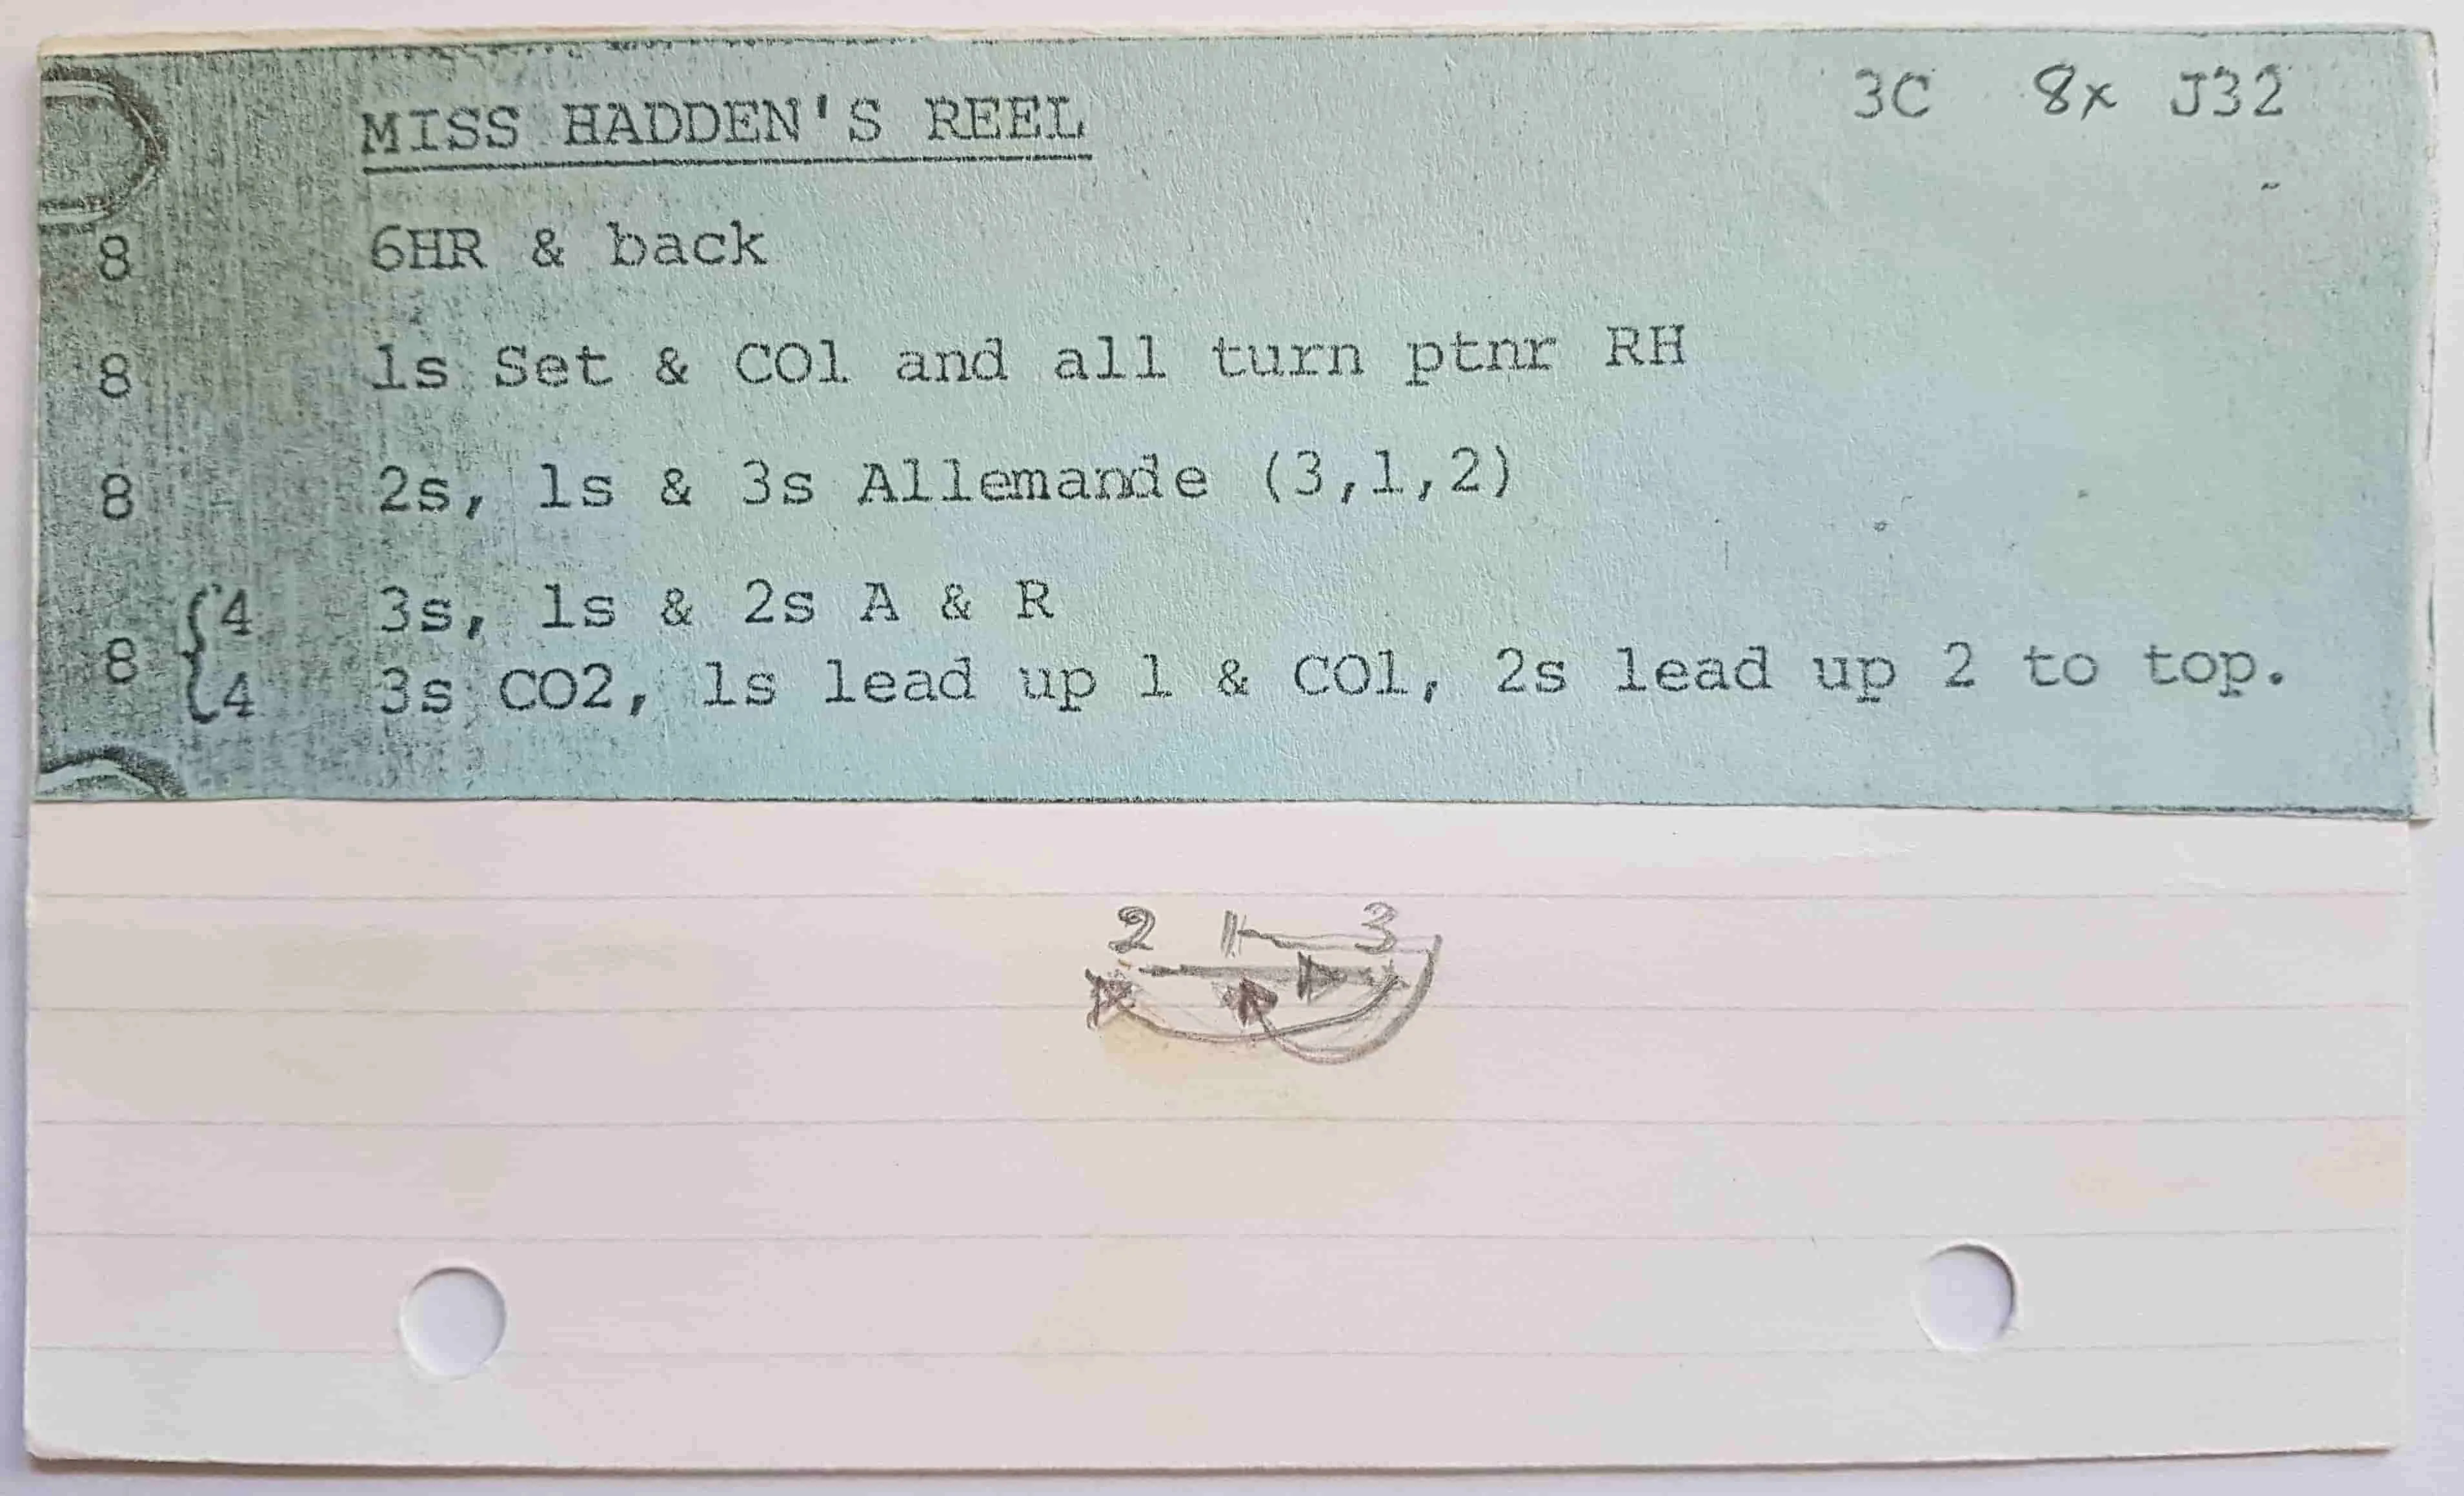 MISS HADDEN'S REEL 3C 8x J32
8 6HR & back
8 1s Set & CO1 and all turn ptnr RH
8 2s, 1s & 3s Allemande (3,1,2)
8 {4 3s, 1s & 2s A & R
{4 3s CO2, 1s lead up 1 & CO1, 2s lead up 2 to top.
2 1 3